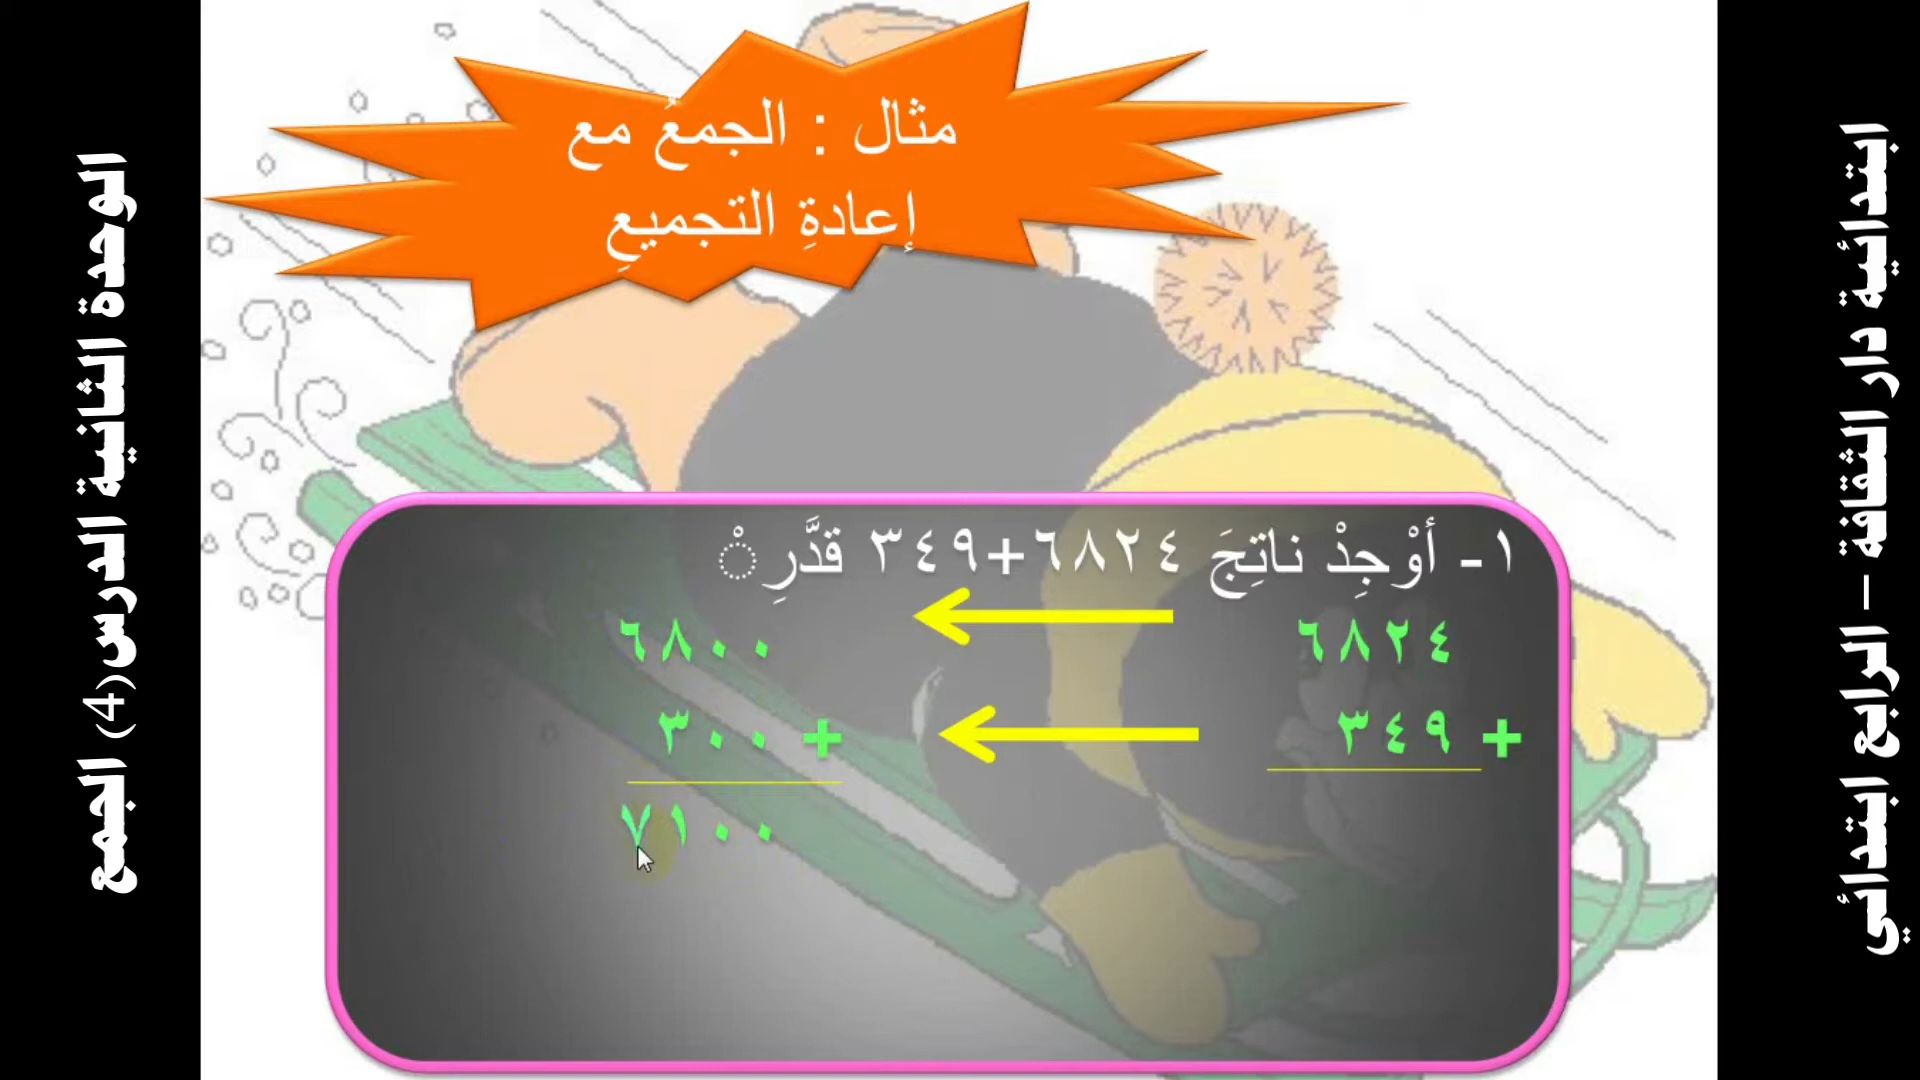 ابتدائية دار الثقافة – الرابع ابتدائي
مثال : الجمعُ مع
إعادةِ التجميعِ
١- أوْجِدْ ناتِجَ ٦٨٢٤+٣٤٩ قدَّرِ ْ
٦٨٢٤
٣٤٩ +
٦٨٠٠
٣٠٠ +
٧١٠٠
الوحدة الثانية الدرس(4) الجمع